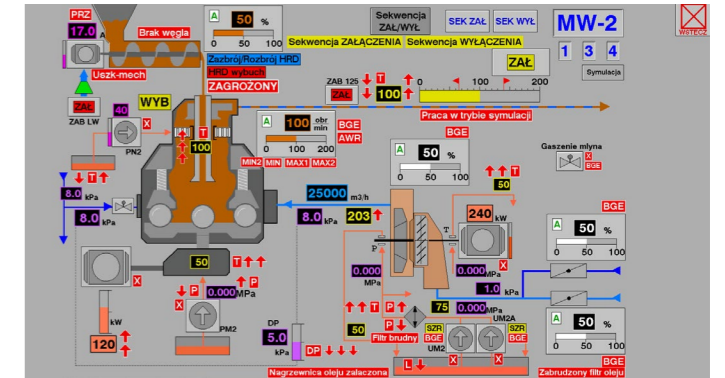 PRZ
17.0 A
Brak węgla
A 50 %
0 50 100
Sekwencja
ZAŁ/WYŁ
SEK ZAŁ
SEK WYŁ
MW-2
WSTECZ
Sekwencja ZAŁĄCZENIA Sekwencja WYŁĄCZENIA
1 3 4
Symulacja
Uszk-mech
Zazbrój/Rozbrój HRD
HRD wybuch
ZAGROŻONY
ZAŁ
ZAŁ
ZAB LW
40
WYB
ZAB 125
ZAŁ
T
100
0 100 200
Praca w trybie symulacji
X
PN2
T
100
A 100 obr
min
0 100 200
BGE
AWR
MIN2 MIN MAX1 MAX2
BGE
A 50 %
0 50 100
Gaszenie młyna
X
BGE
T
8.0
kPa
8.0 kPa
25000 m3/h
8.0 kPa 203
T
50
240
kW
BGE
A 50 %
0 50 100
P
T
X
50
T
X
P
P
X
0.000 MPa
PM2
0.000
MPa
0.000 MPa
1.0 kPa
kW
120
DP
5.0
kPa
DP
T
50
P
P
Filtr brudny
75
0.000 MPa
UM2A
SZR
BGE
SZR
BGE
UM2
X
X
L
A 50 %
0 50 100
BGE
Nagrzewnica oleju zalaczona
Zabrudzony filtr oleju